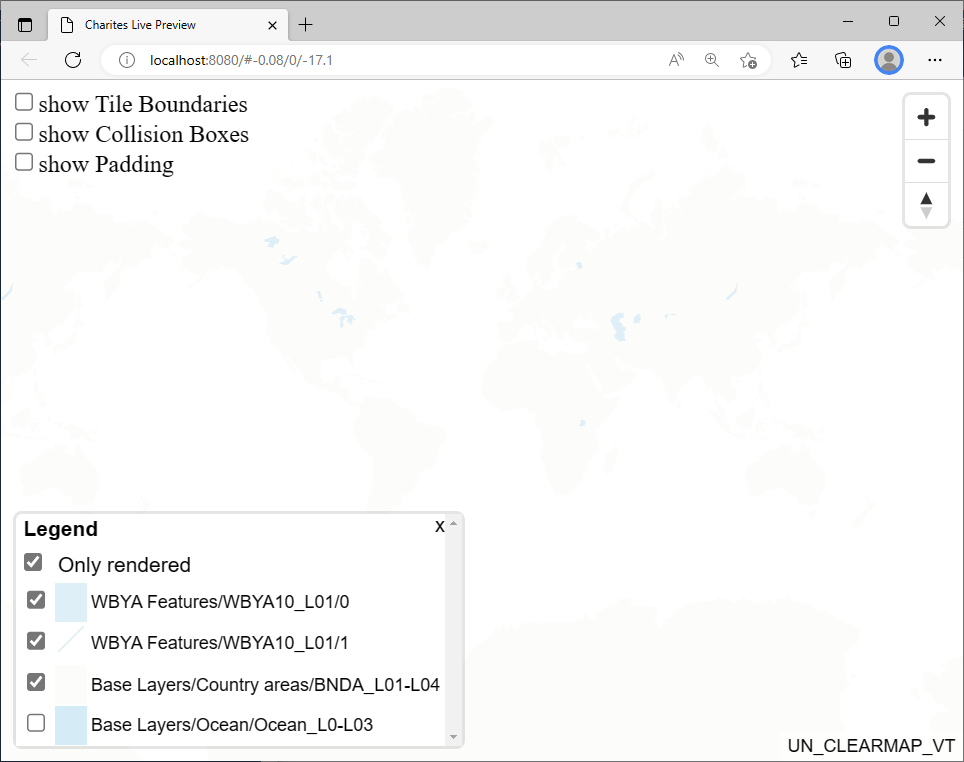 Charites Live Preview
localhost:8080/#-0.08/0/-17.1
show Tile Boundaries
show Collision Boxes
show Padding
Legend X
Only rendered
WBYA Features/WBYA10_L01/0
WBYA Features/WBYA10_L01/1
Base Layers/Country areas/BNDA_L01-L04
Base Layers/Ocean/Ocean_L0-L03
UN_CLEARMAP_VT